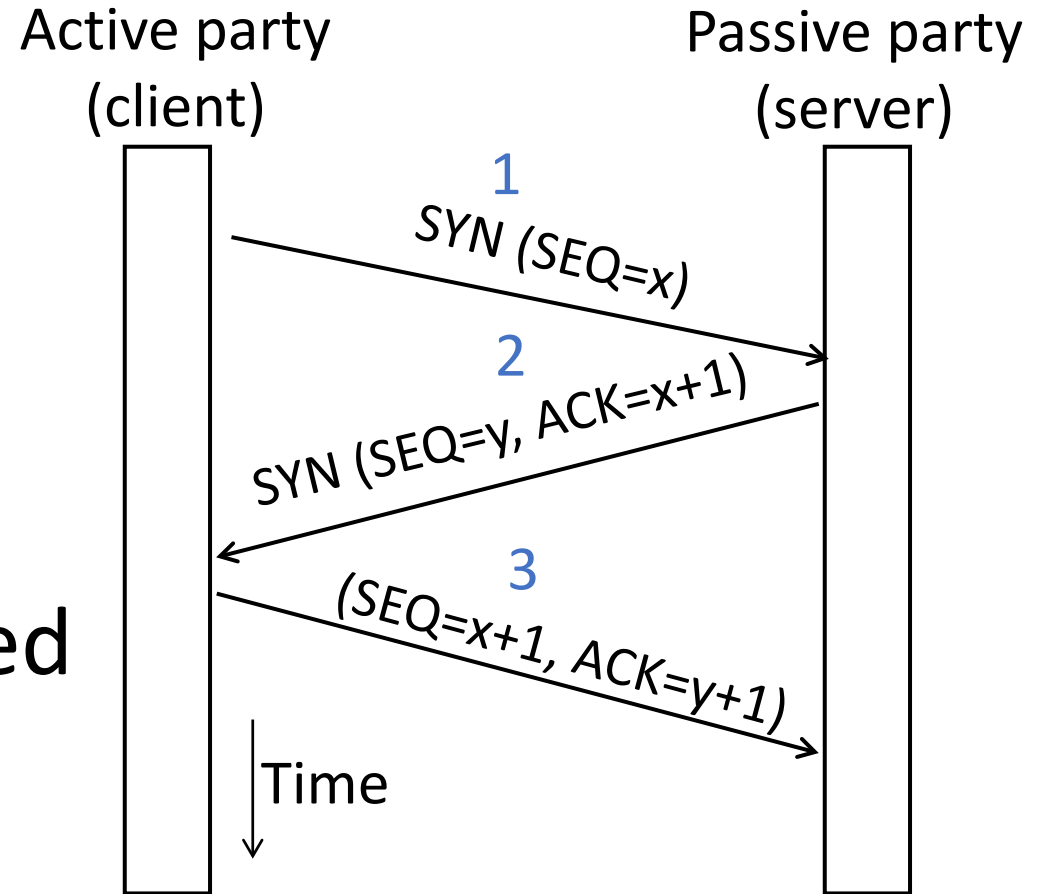 Active party
(client)
Passive party
(server)
1
SYN (SEQ=x)
2
SYN (SEQ=y, ACK=x+1)
3
(SEQ=x+1, ACK=y+1)
ed
Time